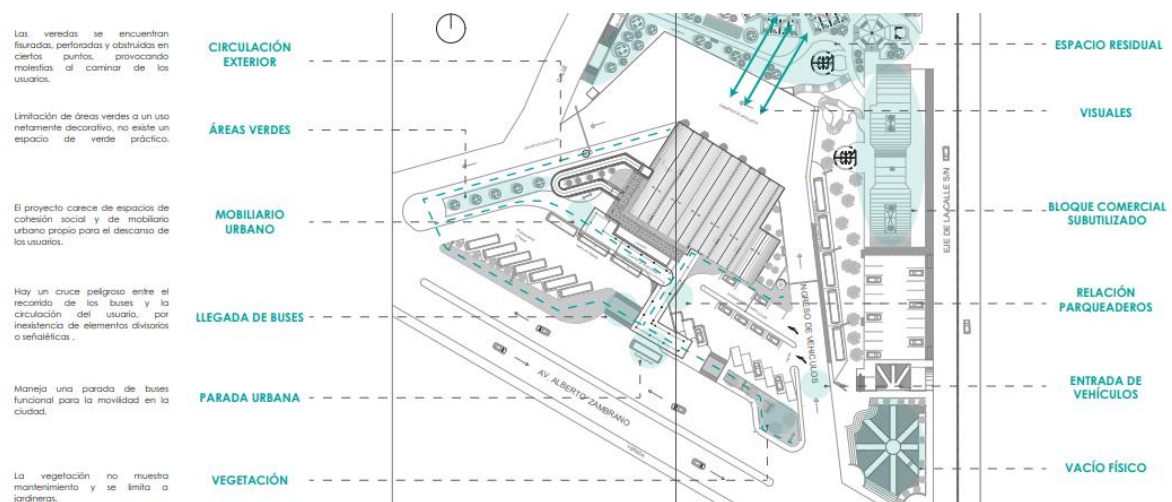 Las veredas se encuentran
fisuradas, perforadas y obstruidas en
ciertos puntos, provocando
molestias al caminar de los
usuarios.
CIRCULACIÓN
EXTERIOR
Limitación de áreas verdes a un uso
netamente decorativo, no existe un
espacio de verde práctico.
ÁREAS VERDES
El proyecto carece de espacios de
cohesión social y de mobiliario
urbano propio para el descanso de
los usuarios.
MOBILIARIO
URBANO
Hay un cruce peligroso entre el
recorrido de los buses y la
circulación del usuario, por
inexistencia de elementos divisorios
o señaléticas .
LLEGADA DE BUSES
Maneja una parada de buses
funcional para la movilidad en la
ciudad.
PARADA URBANA
La vegetación no muestra
mantenimiento y se limita a
jardineras.
VEGETACIÓN
AV. ALBERTO ZAMBRANO
INGRESO DE VEHICULOS
EJE DE LA CALLE S/N
ESPACIO RESIDUAL
VISUALES
BLOQUE COMERCIAL
SUBUTILIZADO
RELACIÓN
PARQUEADEROS
ENTRADA DE
VEHÍCULOS
VACÍO FÍSICO